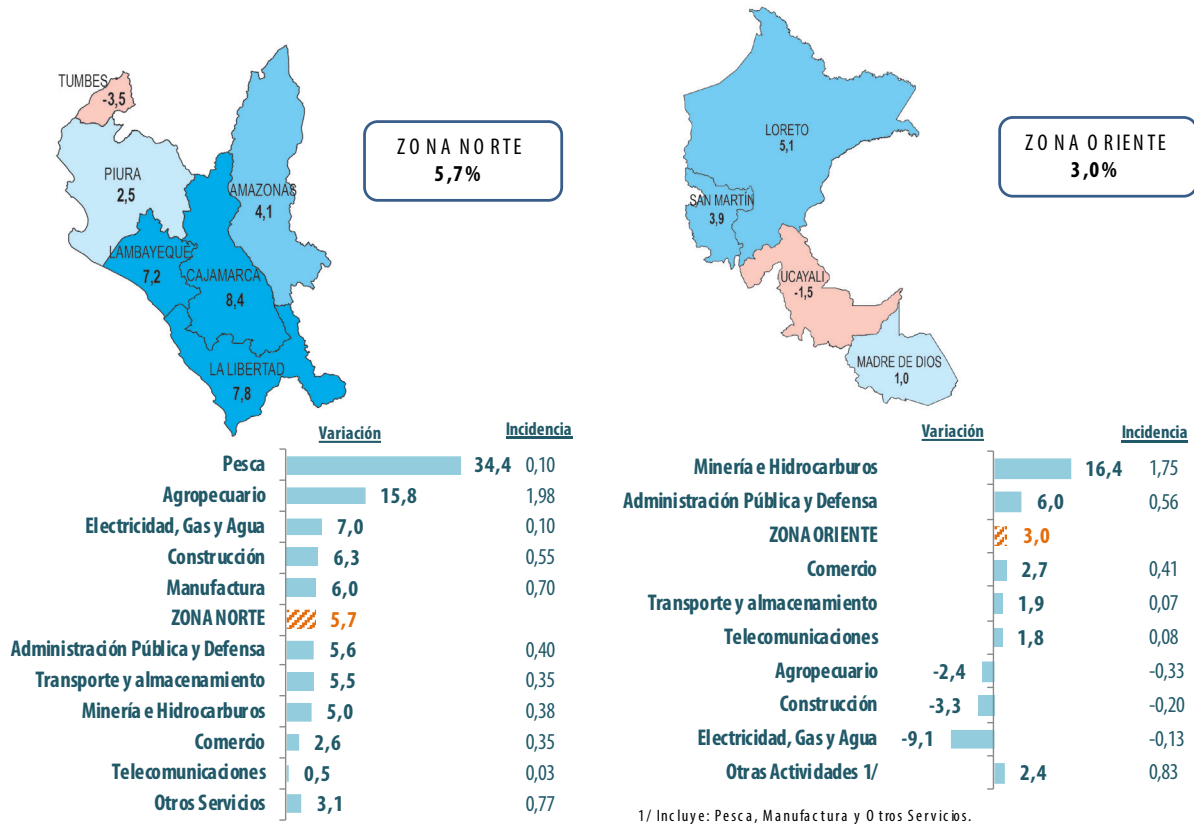 TUMBES
-3,5
PIURA
2,5
AMAZONAS
4,1
LAMBAYEQUE
7,2
CAJAMARCA
8,4
LA LIBERTAD
7,8
ZONA NORTE
5,7%
Variación Incidencia
Pesca 34,4 0,10
Agropecuario 15,8 1,98
Electricidad, Gas y Agua 7,0 0,10
Construcción 6,3 0,55
Manufactura 6,0 0,70
ZONA NORTE 5,7
Administración Pública y Defensa 5,6 0,40
Transporte y almacenamiento 5,5 0,35
Minería e Hidrocarburos 5,0 0,38
Comercio 2,6 0,35
Telecomunicaciones 0,5 0,03
Otros Servicios 3,1 0,77
LORETO
5,1
SAN MARTÍN
3,9
UCAYALI
-1,5
MADRE DE DIOS
1,0
ZONA ORIENTE
3,0%
Variación Incidencia
Minería e Hidrocarburos 16,4 1,75
Administración Pública y Defensa 6,0 0,56
ZONA ORIENTE 3,0
Comercio 2,7 0,41
Transporte y almacenamiento 1,9 0,07
Telecomunicaciones 1,8 0,08
Agropecuario -2,4 -0,33
Construcción -3,3 -0,20
Electricidad, Gas y Agua -9,1 -0,13
Otras Actividades 1/ 2,4 0,83
1/ Incluye: Pesca, Manufactura y Otros Servicios.